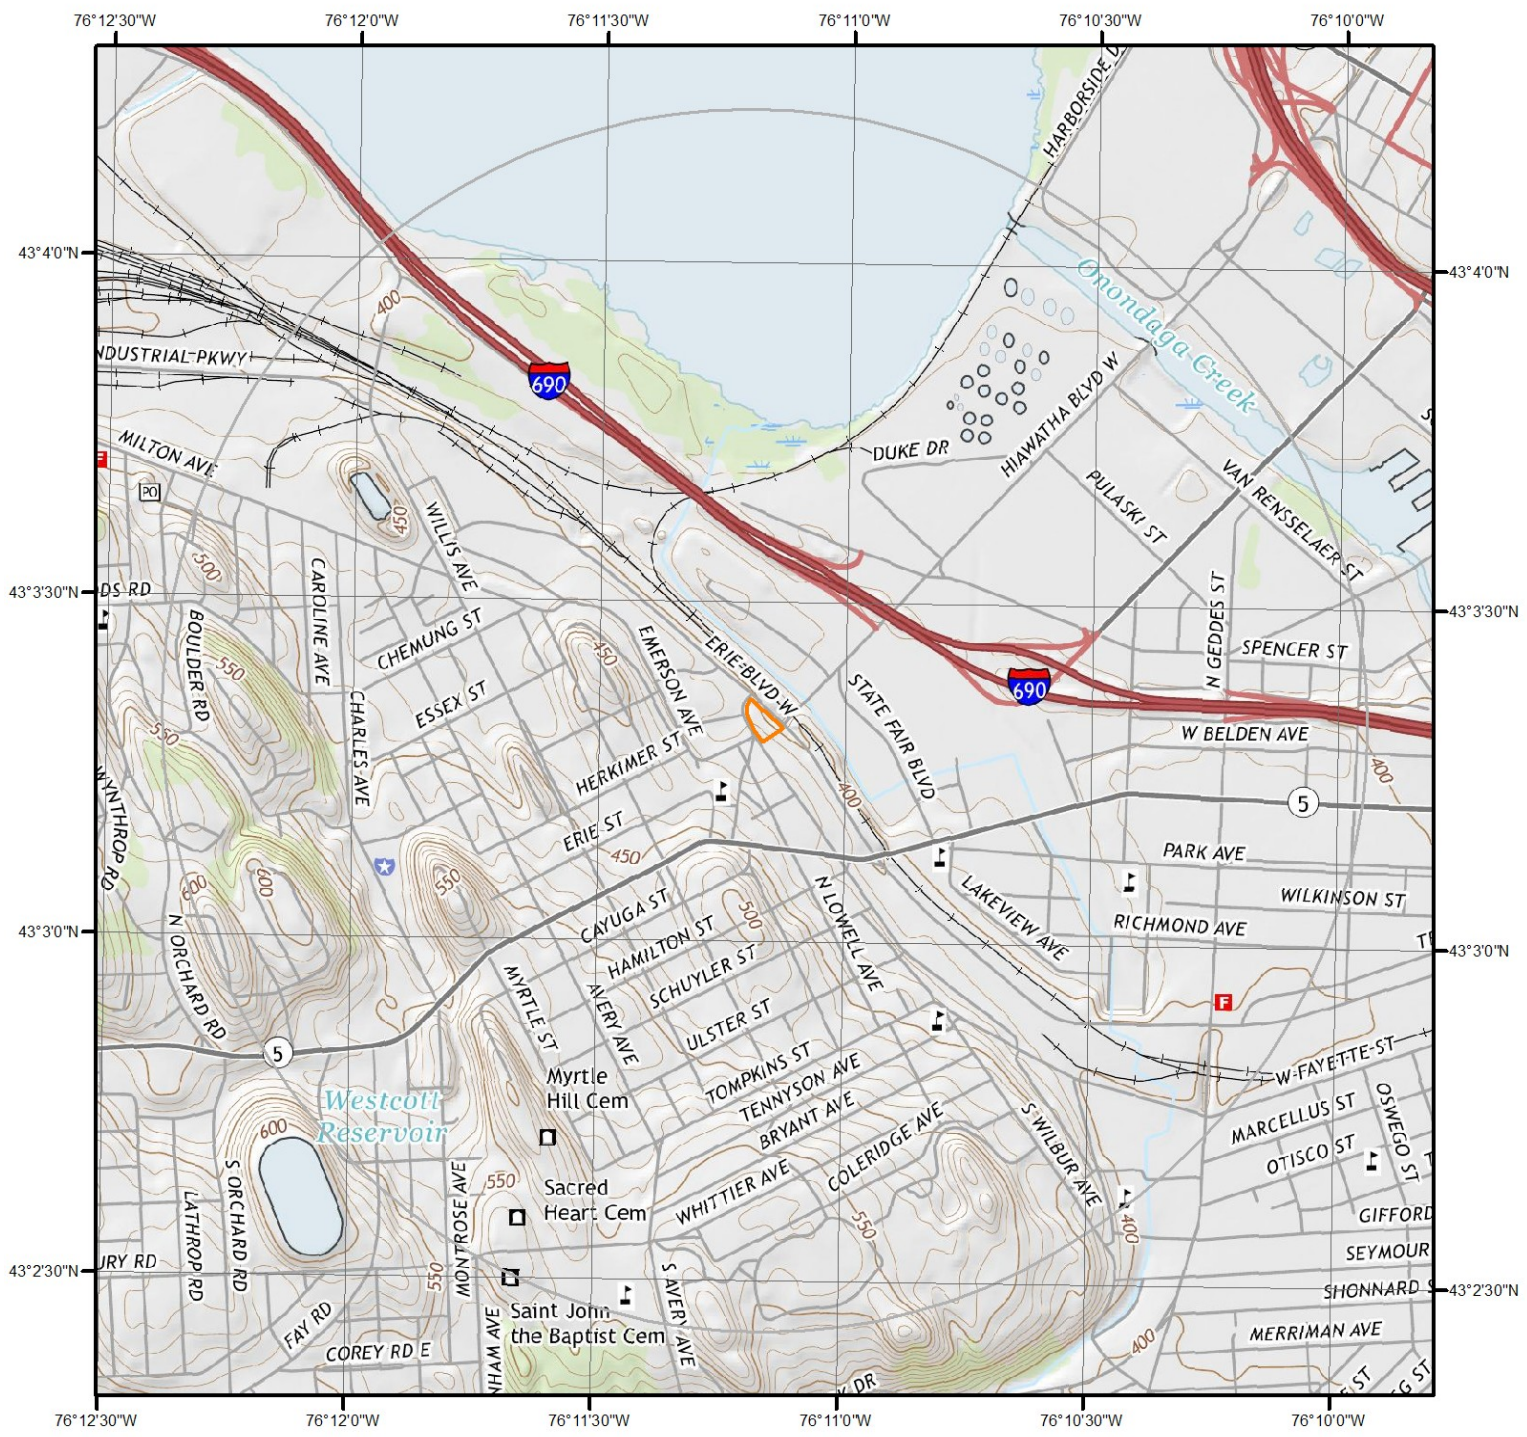 76°12'30"W 76°12'0"W 76°11'30"W 76°11'0"W 76°10'30"W 76°10'0"W
HARBORSIDE D
43°4'0"N
43°4'0"N
Onondaga Creek
400
NDUSTRIAL PKWY
690
HIAWATHA BLVD W
DUKE DR
MILTON AVE
F
PO
450
WILLIS AVE
PULASKI ST
VAN RENSSELAER ST
500
43°3'30"N
DS RD
CAROLINE AVE
43°3'30"N
BOULDER RD
CHEMUNG ST
450
EMERSON AVE
ERIE BLVD W
N GEDDES ST
SPENCER ST
550
ESSEX ST
STATE FAIR BLVD
690
W BELDEN AVE
550
CHARLES AVE
HERKIMER ST
400
400
5
WYNTHROP RD
ERIE ST
450
PARK AVE
600
600
550
N LOWELL AVE
LAKEVIEW AVE
WILKINSON ST
CAYUGA ST
500
RICHMOND AVE
43°3'0"N
N ORCHARD RD
HAMILTON ST
43°3'0"N
SCHUYLER ST
MYRTLE ST
AVERY AVE
F
ULSTER ST
5
TOMPKINS ST
W FAYETTE ST
TENNYSON AVE
BRYANT AVE
Myrtle
Hill Cem
Westcott
Reservoir
600
COLERIDGE AVE
S WILBUR AVE
MARCELLUS ST
OSWEGO ST
OTISCO ST
S ORCHARD RD
LATHROP RD
MONTROSE AVE
550
Sacred
Heart Cem
WHITTIER AVE
550
400
GIFFORD
URY RD
SEYMOUR
43°2'30"N
550
S AVERY AVE
SHONNARD S
43°2'30"N
FAY RD
Saint John
the Baptist Cem
MERRIMAN AVE
400
COREY RD E
NHAM AVE
DR
ST
G ST
76°12'30"W 76°12'0"W 76°11'30"W 76°11'0"W 76°10'30"W 76°10'0"W